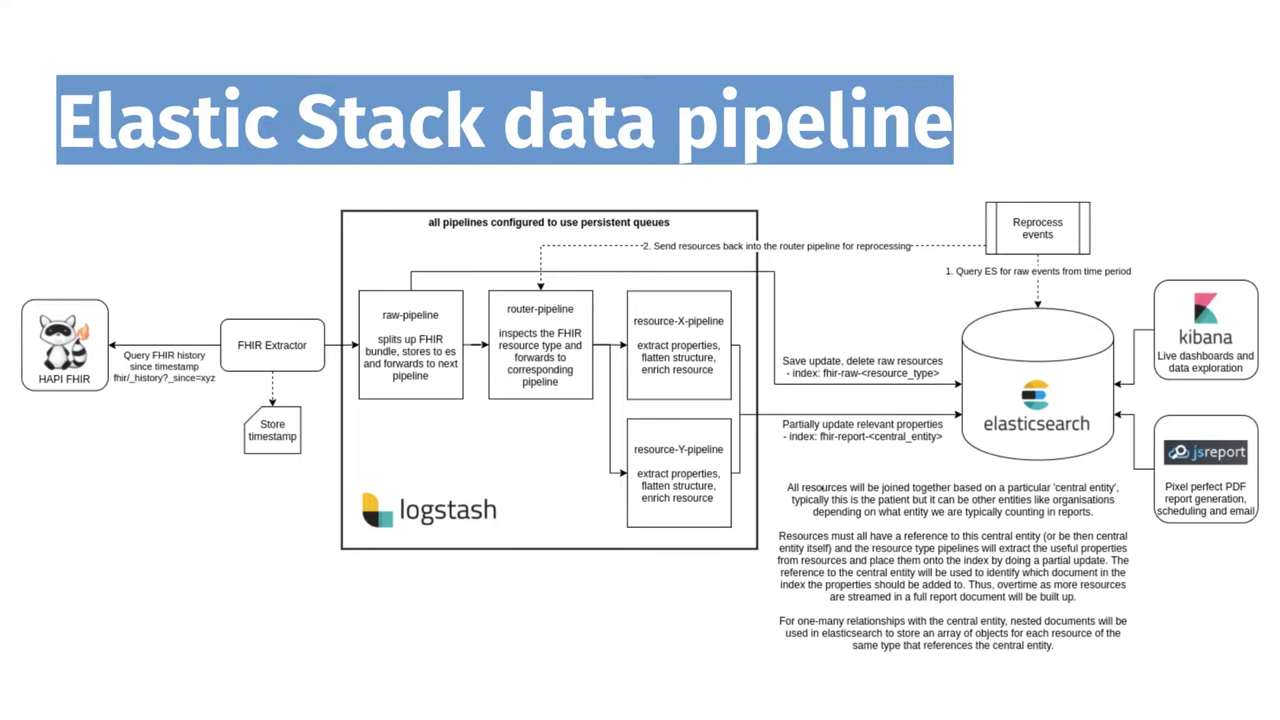 Elastic Stack data pipeline
all pipelines configured to use persistent queues
Reprocess
events
2. Send resources back into the router pipeline for reprocessing
1. Query ES for raw events from time period
HAPI FHIR
Query FHIR history
since timestamp
fhir/_history?_since=xyz
FHIR Extractor
Store
timestamp
raw-pipeline
splits up FHIR
bundle, stores to es
and forwards to next
pipeline
router-pipeline
inspects the FHIR
resource type and
forwards to
corresponding
pipeline
resource-X-pipeline
extract properties,
flatten structure,
enrich resource
resource-Y-pipeline
extract properties,
flatten structure,
enrich resource
logstash
Save update, delete raw resources
- index: fhir-raw-<resource_type>
Partially update relevant properties
- index: fhir-report-<central_entity>
elasticsearch
kibana
Live dashboards and
data exploration
jsreport
Pixel perfect PDF
report generation,
scheduling and email
All resources will be joined together based on a particular 'central entity',
typically this is the patient but it can be other entities like organisations
depending on what entity we are typically counting in reports.
Resources must all have a reference to this central entity (or be then central
entity itself) and the resource type pipelines will extract the useful properties
from resources and place them onto the index by doing a partial update. The
reference to the central entity will be used to identify which document in the
index the properties should be added to. Thus, overtime as more resources
are streamed in a full report document will be built up.
For one-many relationships with the central entity, nested documents will be
used in elasticsearch to store an array of objects for each resource of the
same type that references the central entity.